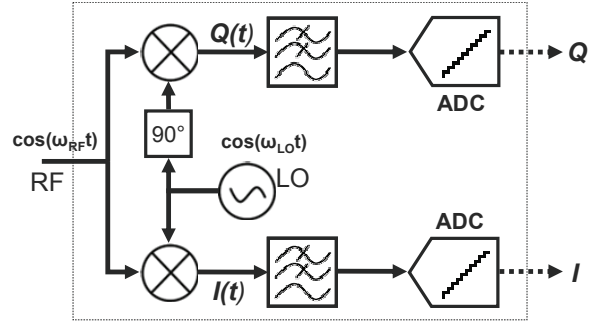 Q(t)
ADC
Q
90°
cos(ω_RF t)
RF
cos(ω_LO t)
LO
ADC
I(t)
I